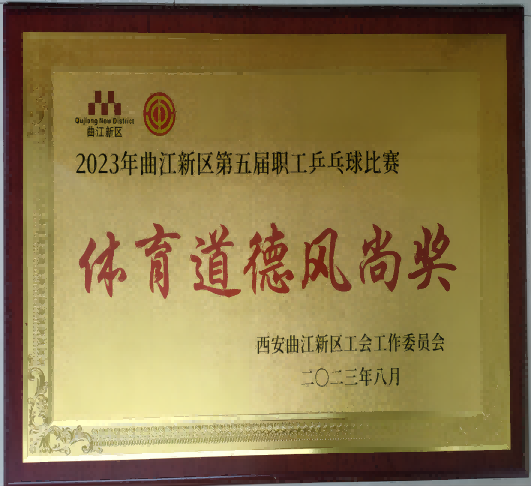 Qujiang New District
曲江新区
2023年曲江新区第五届职工乒乓球比赛
体育道德风尚奖
西安曲江新区工会工作委员会
二〇二三年八月